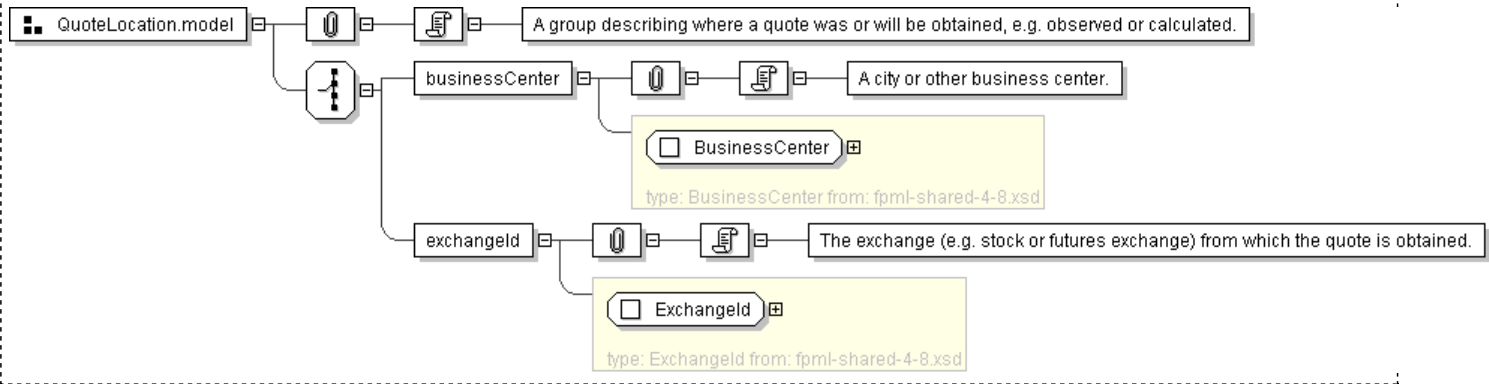 QuoteLocation.model
A group describing where a quote was or will be obtained, e.g. observed or calculated.
businessCenter
A city or other business center.
BusinessCenter
type: BusinessCenter from: fpml-shared-4-8.xsd
exchangeId
The exchange (e.g. stock or futures exchange) from which the quote is obtained.
ExchangeId
type: ExchangeId from: fpml-shared-4-8.xsd